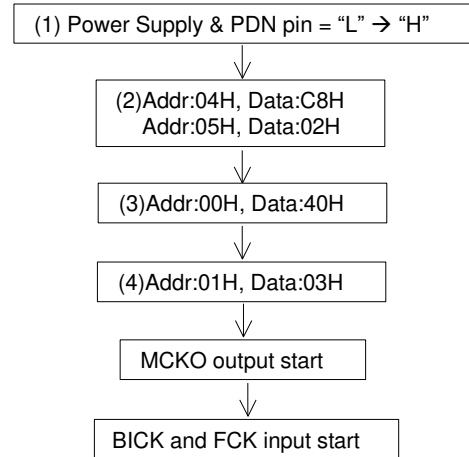 (1) Power Supply & PDN pin = “L” → “H”
(2)Addr:04H, Data:C8H
Addr:05H, Data:02H
(3)Addr:00H, Data:40H
(4)Addr:01H, Data:03H
MCKO output start
BICK and FCK input start